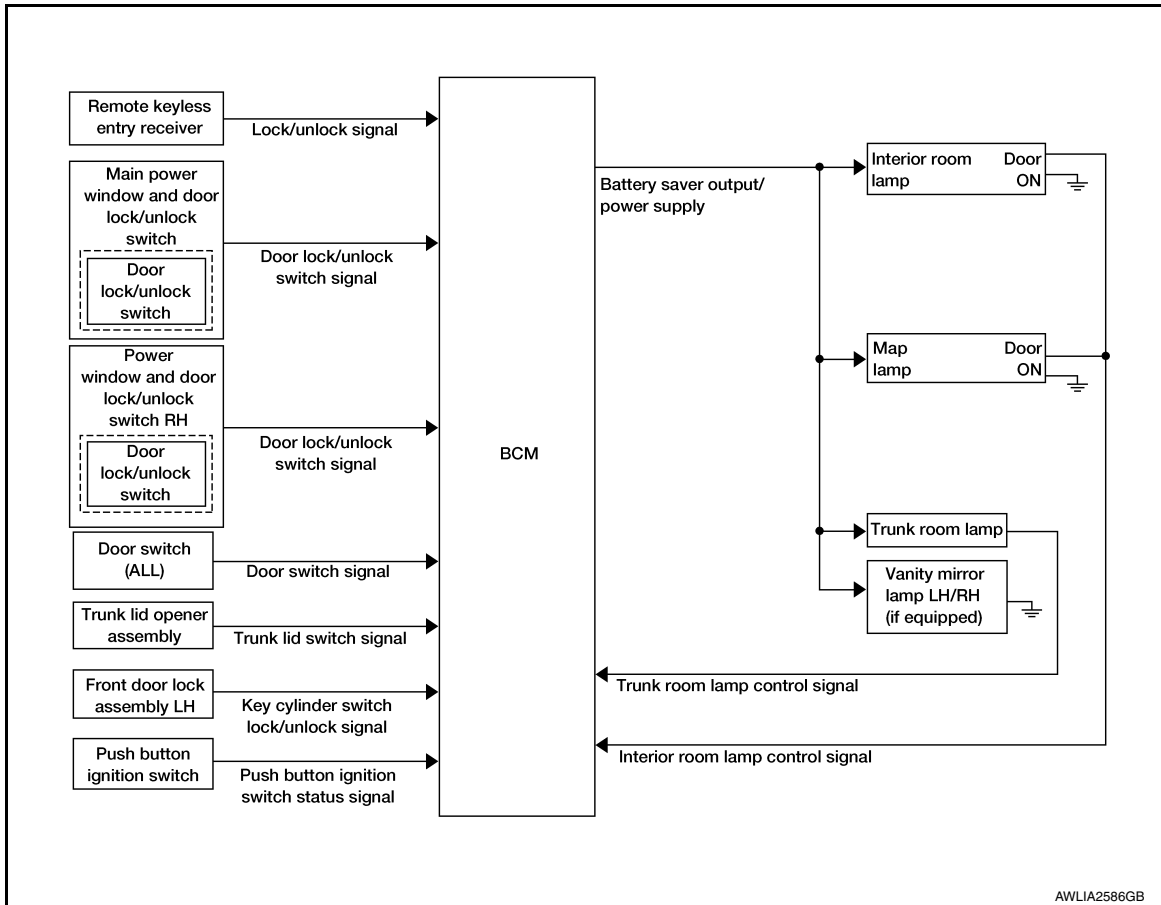 Remote keyless
entry receiver
Lock/unlock signal
Main power
window and door
lock/unlock
switch
Door
lock/unlock
switch
Door lock/unlock
switch signal
Power
window and door
lock/unlock
switch RH
Door
lock/unlock
switch
Door lock/unlock
switch signal
Door switch
(ALL)
Door switch signal
Trunk lid opener
assembly
Trunk lid switch signal
Front door lock
assembly LH
Key cylinder switch
lock/unlock signal
Push button
ignition switch
Push button ignition
switch status signal
BCM
Battery saver output/
power supply
Interior room
lamp
Door
ON
Map
lamp
Door
ON
Trunk room lamp
Vanity mirror
lamp LH/RH
(if equipped)
Trunk room lamp control signal
Interior room lamp control signal
AWLIA2586GB